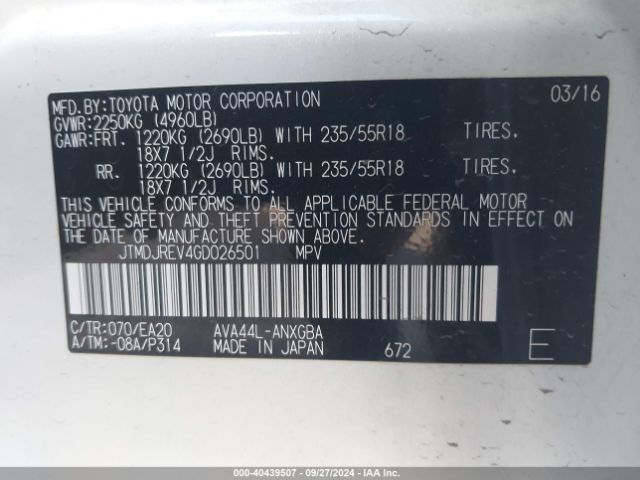 MFD.BY:TOYOTA MOTOR CORPORATION 03/16
GVWR:2250KG (4960LB)
GAWR:FRT. 1220KG (2690LB) WITH 235/55R18 TIRES.
18X7 1/2J RIMS.
RR. 1220KG (2690LB) WITH 235/55R18 TIRES.
18X7 1/2J RIMS.
THIS VEHICLE CONFORMS TO ALL APPLICABLE FEDERAL MOTOR
VEHICLE SAFETY AND THEFT PREVENTION STANDARDS IN EFFECT ON
THE DATE OF MANUFACTURE SHOWN ABOVE.
JTMDJREV4GD026501 MPV
C/TR:070/EA20 AVA44L-ANXGBA
A/TM:-08A/P314 MADE IN JAPAN 672 E
000-40439507 - 09/27/2024 - IAA Inc.